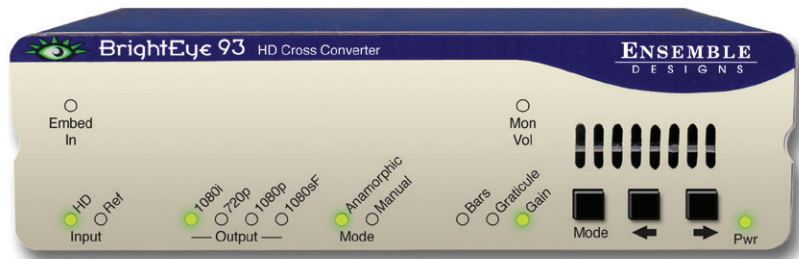 BrightEye 93 HD Cross Converter
ENSEMBLE
DESIGNS
Embed
In
Mon
Vol
HD
Ref
Input
1080i
720p
1080p
1080sF
Output
Anamorphic
Manual
Mode
Bars
Graticule
Gain
Mode
Pwr